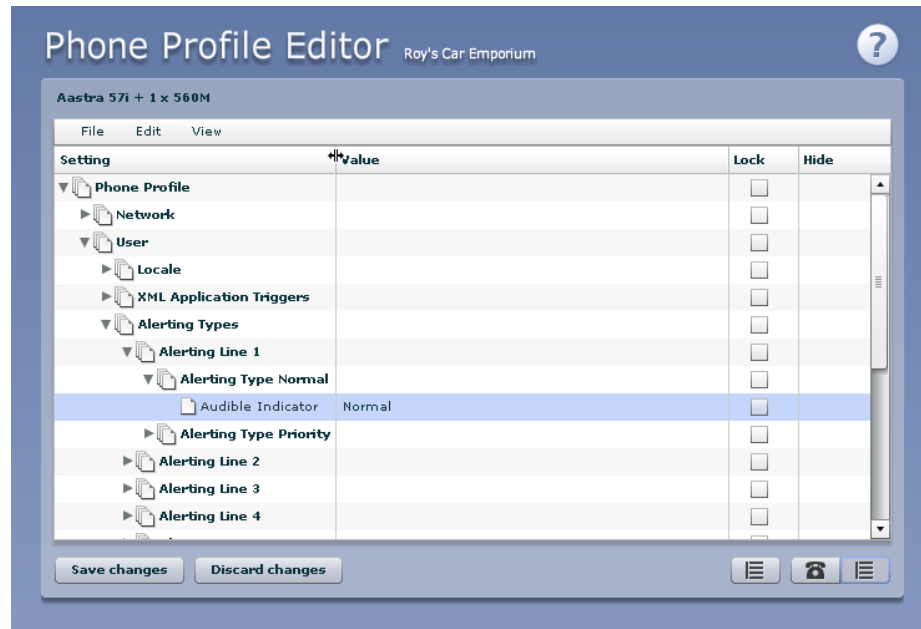 Phone Profile Editor Roy's Car Emporium ?
Aastra 57i + 1 x 560M
File Edit View
Setting Value Lock Hide
Phone Profile
Network
User
Locale
XML Application Triggers
Alerting Types
Alerting Line 1
Alerting Type Normal
Audible Indicator Normal
Alerting Type Priority
Alerting Line 2
Alerting Line 3
Alerting Line 4
Save changes Discard changes